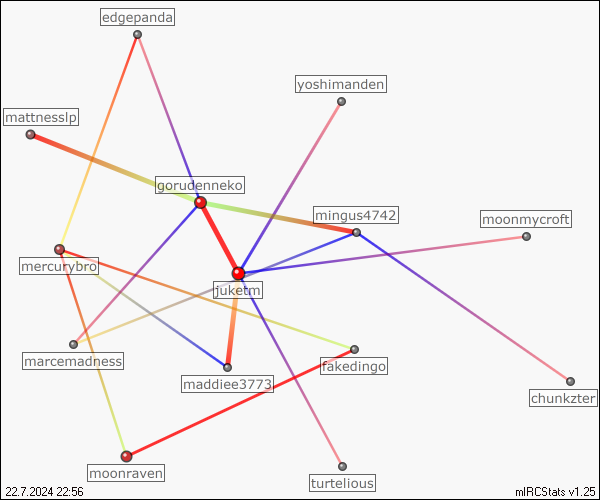 edgepanda
yoshimanden
mattnesslp
gorudenneko
mingus4742
moonmycroft
mercurybro
juketm
marcemadness
fakedingo
maddiee3773
chunkzter
moonraven
turtelious
22.7.2024 22:56
mIRCStats v1.25